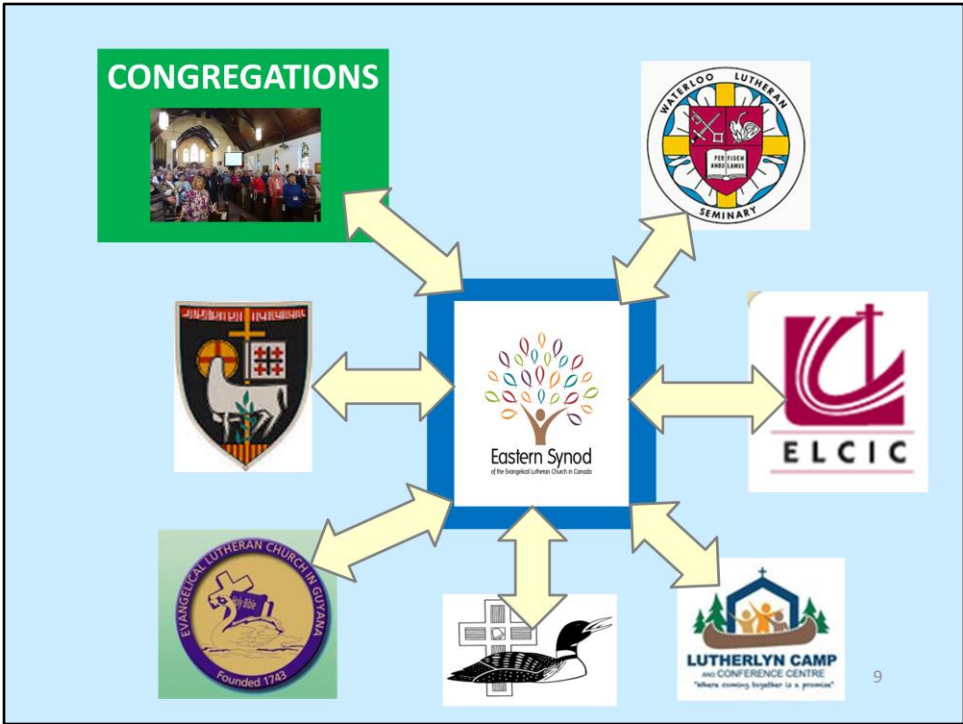 CONGREGATIONS
WATERLOO LUTHERAN
PER FIDEM
AMBULAMUS
SEMINARY
Eastern Synod
of the Evangelical Lutheran Church in Canada
ELCIC
EVANGELICAL LUTHERAN CHURCH IN GUYANA
Holy Bible
Founded 1743
LUTHERLYN CAMP
AND CONFERENCE CENTRE
"Where coming together is a promise"
9